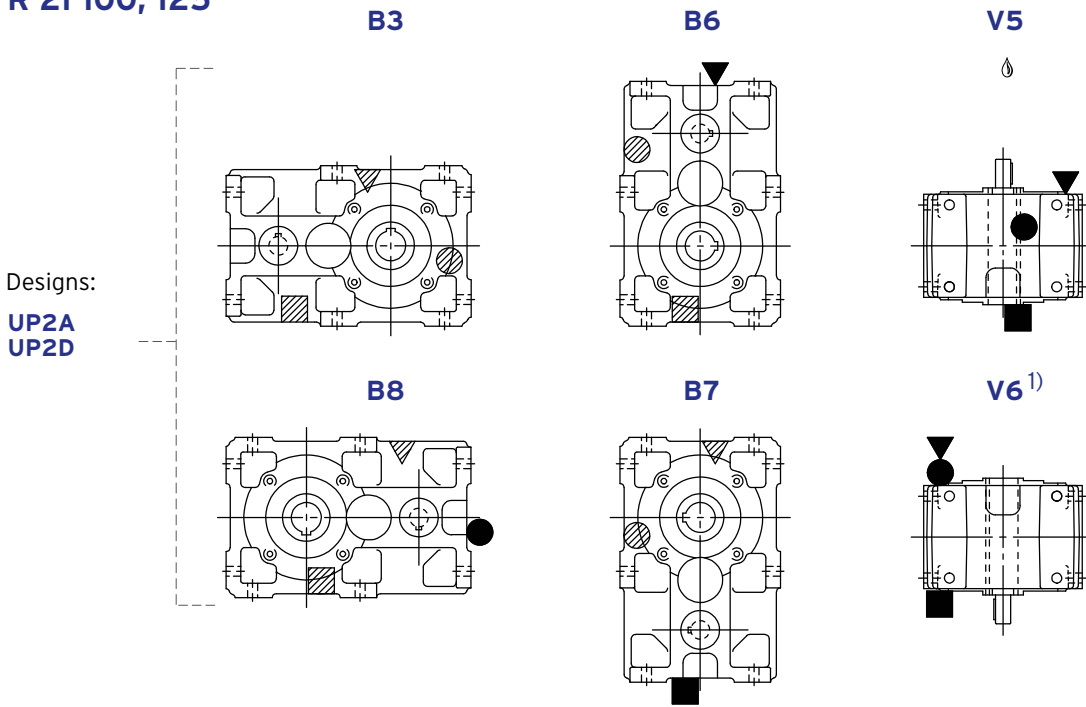 R 2I 100, 125
B3
B6
V5
Designs:
UP2A
UP2D
B8
B7
V6 1)